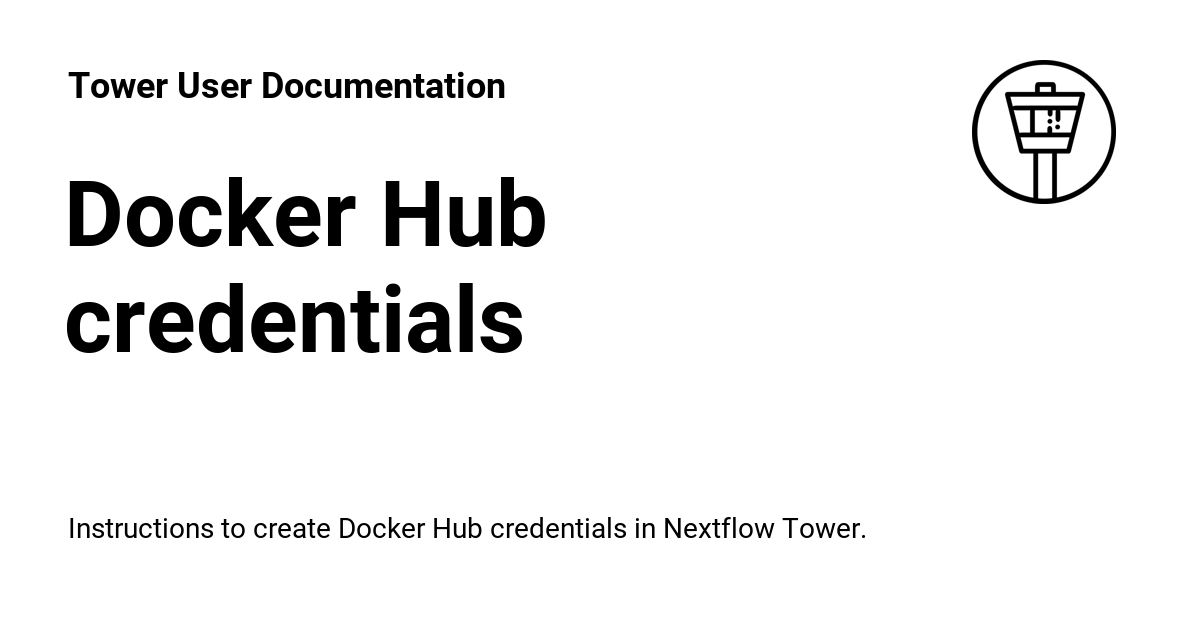 Tower User Documentation
Docker Hub
credentials
Instructions to create Docker Hub credentials in Nextflow Tower.